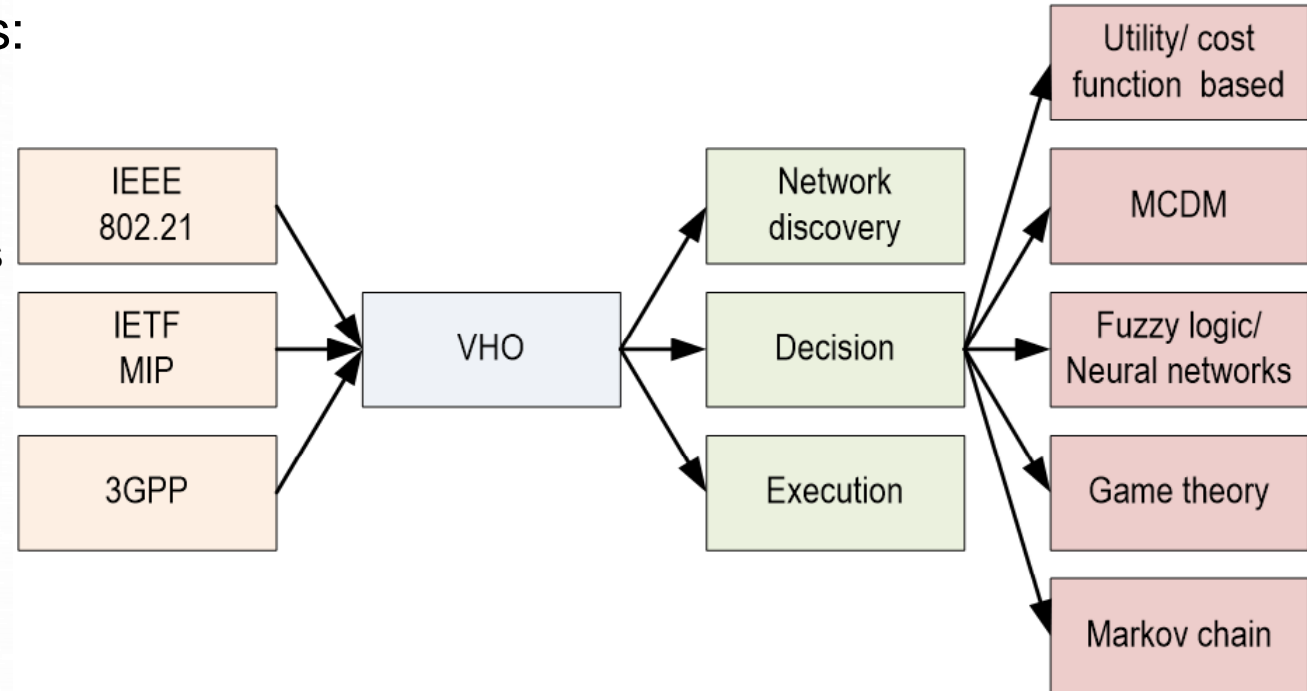 s:
s
IEEE
802.21
IETF
MIP
3GPP
VHO
Network
discovery
Decision
Execution
Utility/ cost
function based
MCDM
Fuzzy logic/
Neural networks
Game theory
Markov chain